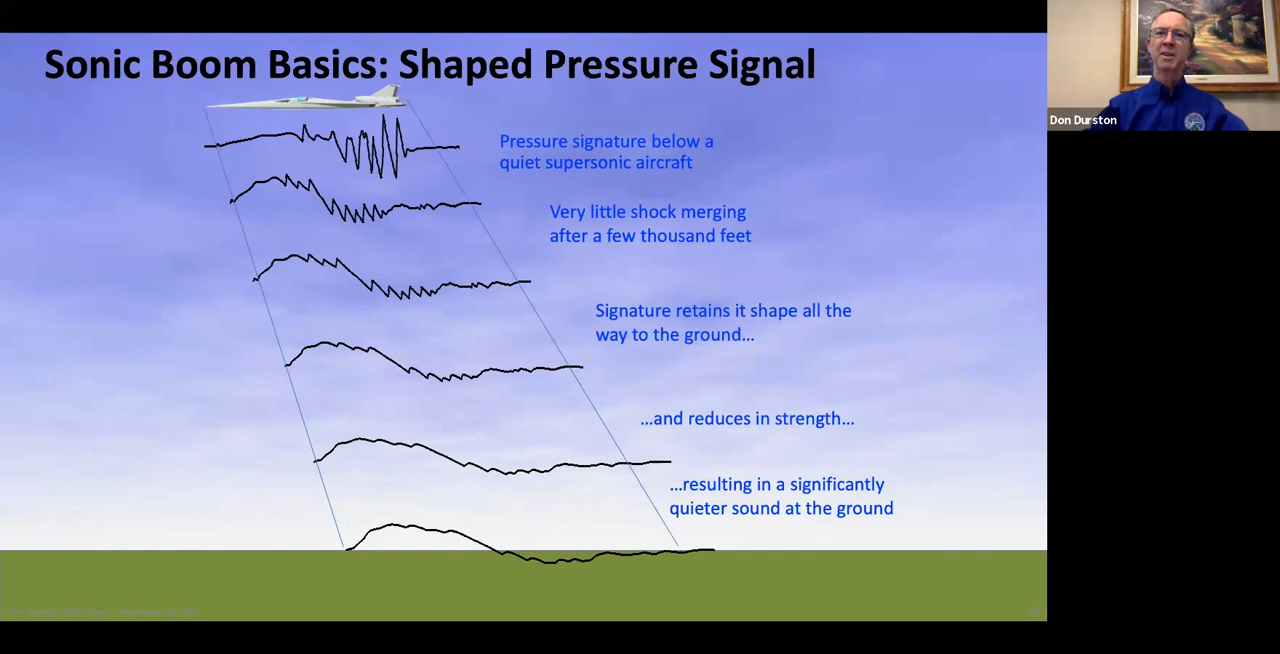 Sonic Boom Basics: Shaped Pressure Signal
Pressure signature below a
quiet supersonic aircraft
Very little shock merging
after a few thousand feet
Signature retains it shape all the
way to the ground…
…and reduces in strength…
…resulting in a significantly
quieter sound at the ground
Don Durston